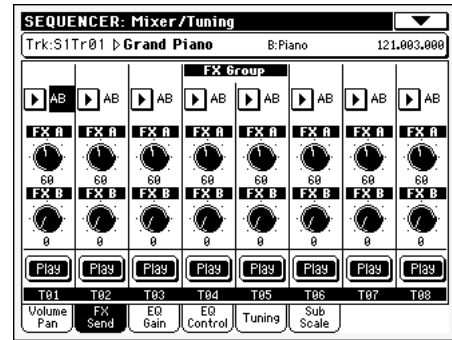 SEQUENCER: Mixer/Tuning
Trk:S1Tr01 ▷Grand Piano B:Piano 121.003.000
FX Group
AB AB AB AB AB AB AB AB
FX A FX A FX A FX A FX A FX A FX A FX A
60 60 60 60 60 60 60 60
FX B FX B FX B FX B FX B FX B FX B FX B
0 0 0 0 0 0 0 0
Play Play Play Play Play Play Play Play
T01 T02 T03 T04 T05 T06 T07 T08
Volume Pan FX Send EQ Gain EQ Control Tuning Sub Scale